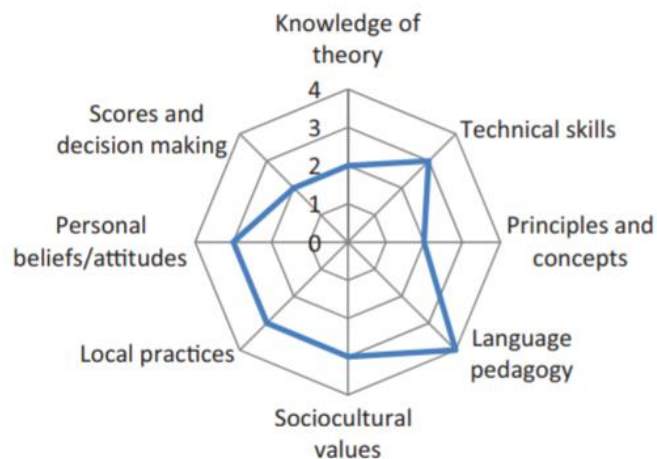 Knowledge of
theory
4
3
2
1
0
Technical skills
Principles and
concepts
Language
pedagogy
Sociocultural
values
Local practices
Personal
beliefs/attitudes
Scores and
decision making